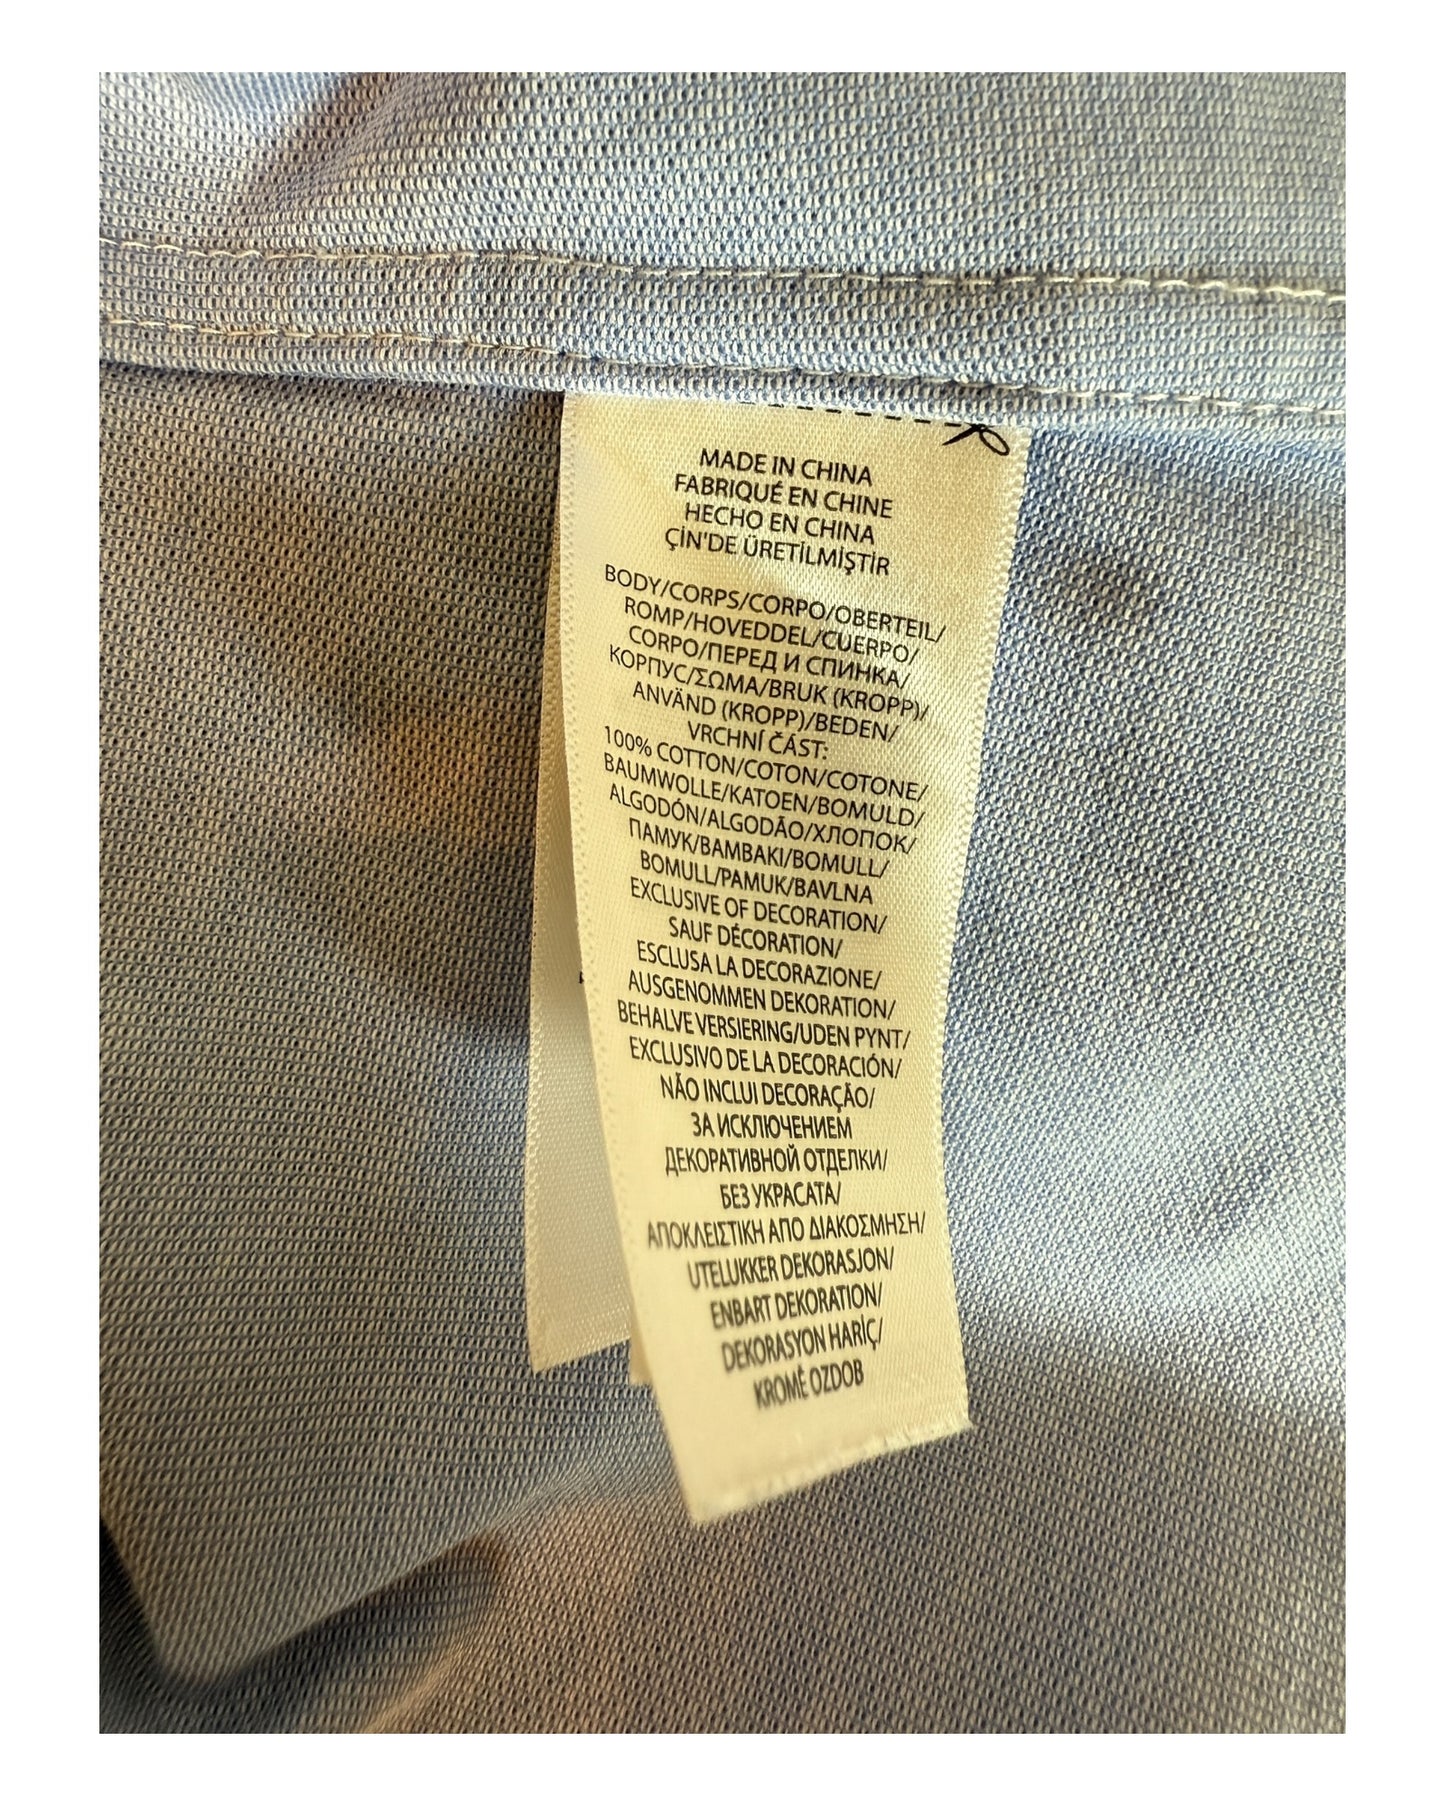 MADE IN CHINA
FABRIQUÉ EN CHINE
HECHO EN CHINA
ÇİN'DE ÜRETİLMİŞTİR
BODY/CORPS/CORPO/OBERTEIL/
ROMP/HOVEDDEL/CUERPO/
CORPO/ПЕРЕД И СПИНКА/
КОРПУС/ΣΩΜΑ/BRUK (KROPP)/
ANVÄND (KROPP)/BEDEN/
VRCHNÍ ČÁST:
100% COTTON/COTON/COTONE/
BAUMWOLLE/KATOEN/BOMULD/
ALGODÓN/ALGODÃO/ХЛОПОК/
ПАМУК/ΒΑΜΒΑΚΙ/BOMULL/
BOMULL/PAMUK/BAVLNA
EXCLUSIVE OF DECORATION/
SAUF DÉCORATION/
ESCLUSA LA DECORAZIONE/
AUSGENOMMEN DEKORATION/
BEHALVE VERSIERING/UDEN PYNT/
EXCLUSIVO DE LA DECORACIÓN/
NÃO INCLUI DECORAÇÃO/
ЗА ИСКЛЮЧЕНИЕМ
ДЕКОРАТИВНОЙ ОТДЕЛКИ/
БЕЗ УКРАСАТА/
ΑΠΟΚΛΕΙΣΤΙΚΗ ΑΠΟ ΔΙΑΚΟΣΜΗΣΗ/
UTELUKKER DEKORASJON/
ENBART DEKORATION/
DEKORASYON HARİÇ/
KROMĚ OZDOB